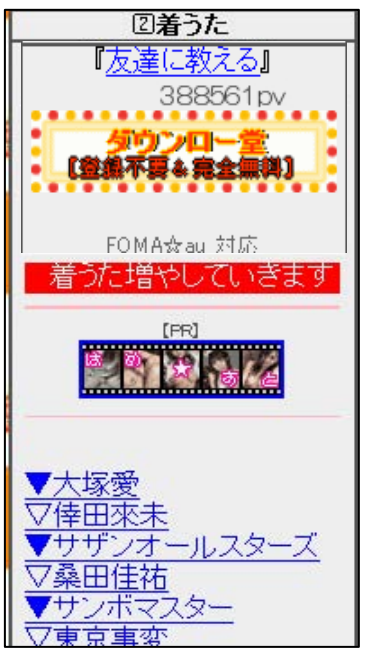 ②着うた
『友達に教える』
388561pv
ダウンロー堂
[登録不要&完全無料]
FOMA☆au 対応
着うた増やしていきます
[PR]
は め ★ あ と
▼大塚愛
▽倖田來未
▼サザンオールスターズ
▽桑田佳祐
▼サンボマスター
▽東京事変